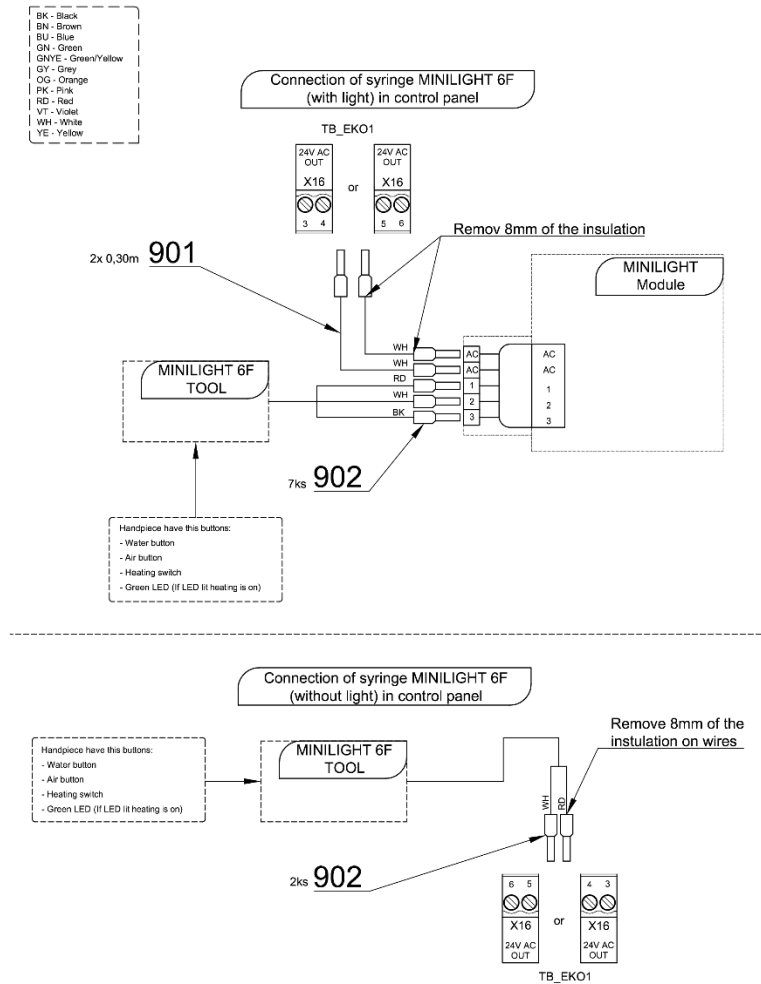 BK - Black
BN - Brown
BU - Blue
GN - Green
GNYE - Green/Yellow
GY - Grey
OG - Orange
PK - Pink
RD - Red
VT - Violet
WH - White
YE - Yellow
Connection of syringe MINILIGHT 6F
(with light) in control panel
TB_EKO1
24V AC
OUT
X16
3 4
or
24V AC
OUT
X16
5 6
Remov 8mm of the insulation
2x 0,30m 901
MINILIGHT
Module
WH
WH
RD
WH
BK
AC
AC
1
2
3
AC
AC
1
2
3
MINILIGHT 6F
TOOL
7ks 902
Handpiece have this buttons:
- Water button
- Air button
- Heating switch
- Green LED (If LED lit heating is on)
Connection of syringe MINILIGHT 6F
(without light) in control panel
Remove 8mm of the
instulation on wires
Handpiece have this buttons:
- Water button
- Air button
- Heating switch
- Green LED (If LED lit heating is on)
MINILIGHT 6F
TOOL
WH
RD
2ks 902
6 5
X16
24V AC
OUT
or
4 3
X16
24V AC
OUT
TB_EKO1